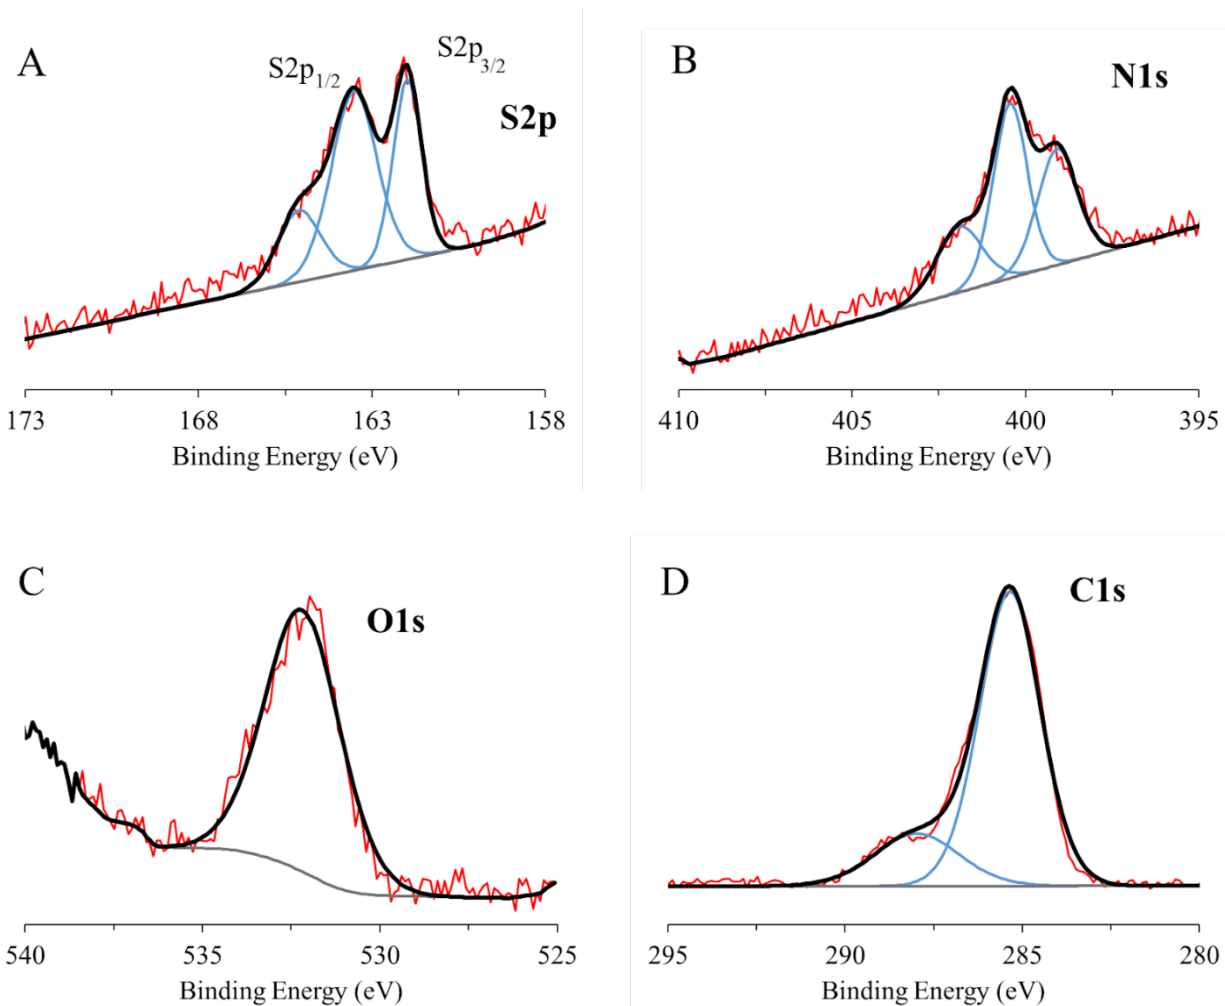 A
S2p1/2
S2p3/2
S2p
173
168
163
158
Binding Energy (eV)
B
N1s
410
405
400
395
Binding Energy (eV)
C
O1s
540
535
530
525
Binding Energy (eV)
D
C1s
295
290
285
280
Binding Energy (eV)